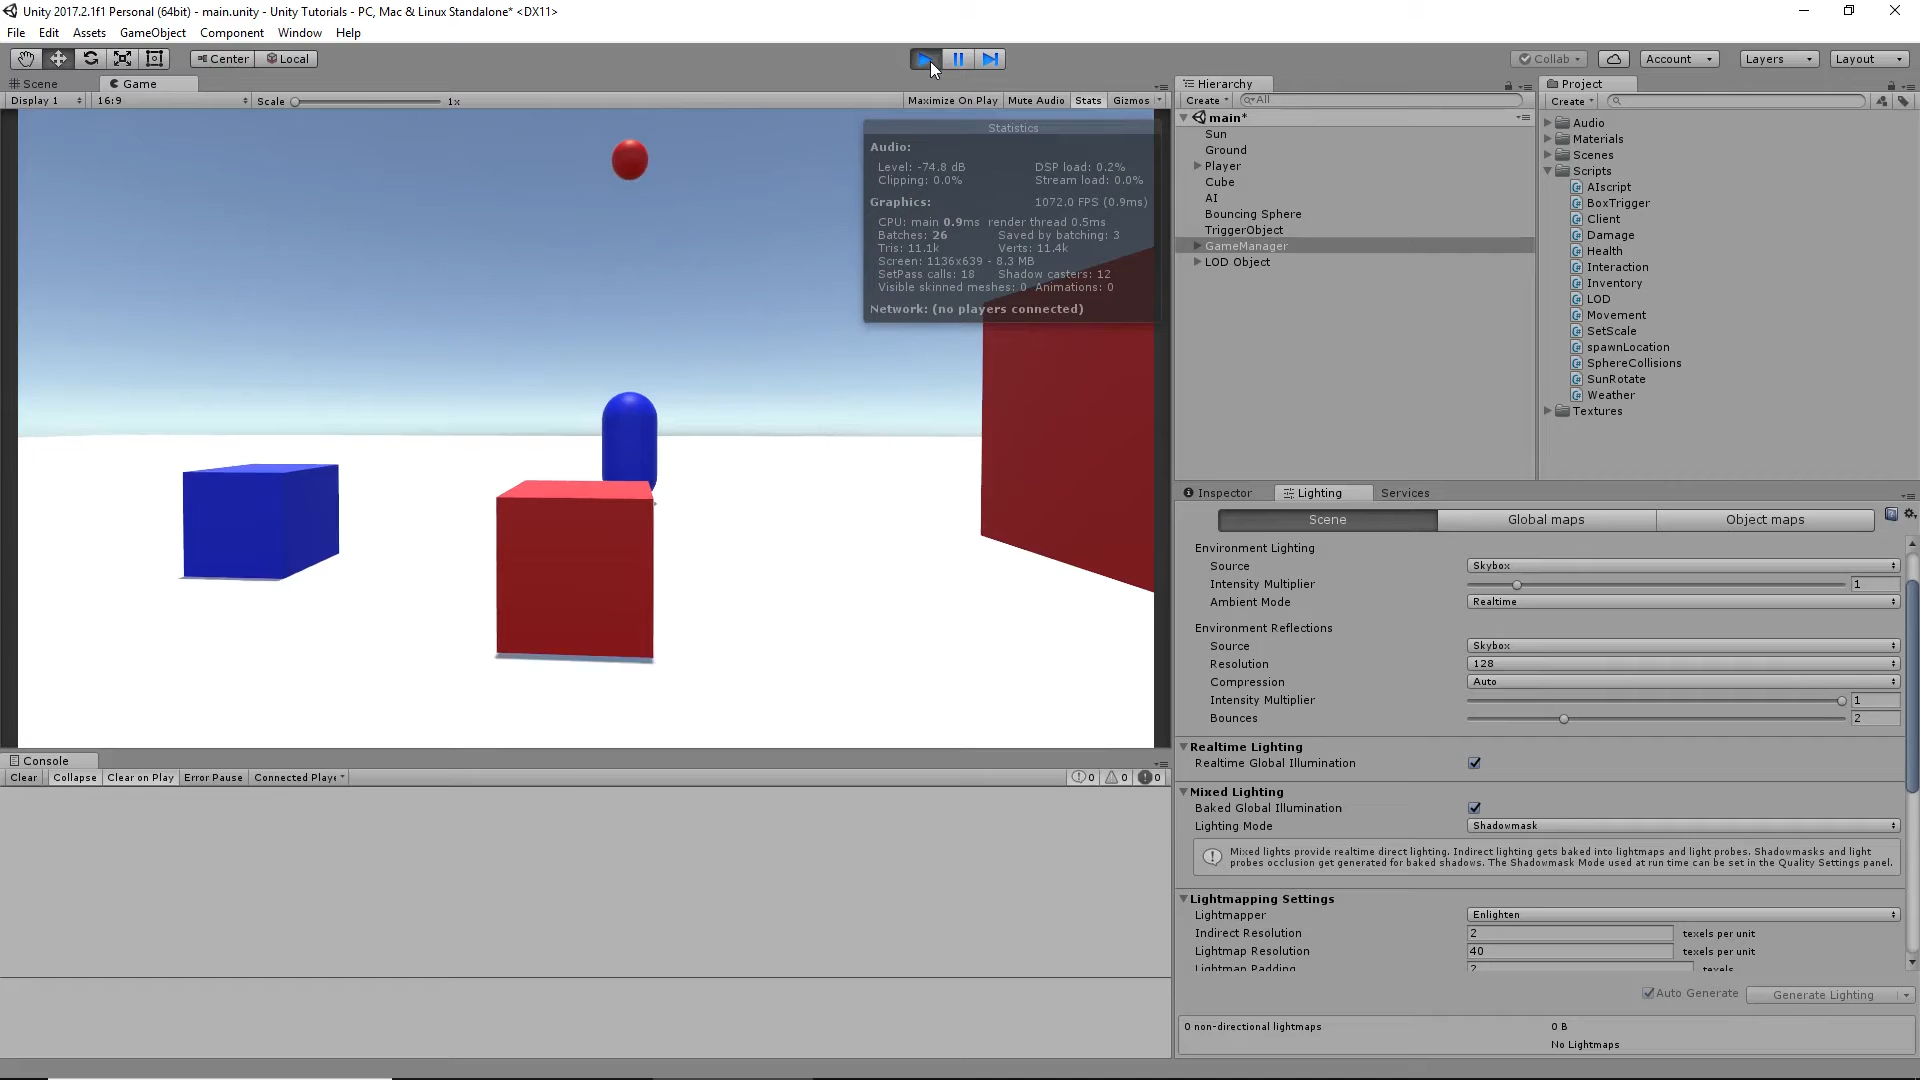 Unity 2017.2.1f1 Personal (64bit) - main.unity - Unity Tutorials - PC, Mac & Linux Standalone* <DX11>
File Edit Assets GameObject Component Window Help
Center Local
Collab Account Layers Layout
Scene Game
Display 1 16:9 Scale 1x Maximize On Play Mute Audio Stats Gizmos
Statistics
Audio:
Level: -74.8 dB DSP load: 0.2%
Clipping: 0.0% Stream load: 0.0%
Graphics: 1072.0 FPS (0.9ms)
CPU: main 0.9ms render thread 0.5ms
Batches: 26 Saved by batching: 3
Tris: 11.1k Verts: 11.4k
Screen: 1136x639 - 8.3 MB
SetPass calls: 18 Shadow casters: 12
Visible skinned meshes: 0 Animations: 0
Network: (no players connected)
Hierarchy
Create All
main*
Sun
Ground
Player
Cube
AI
Bouncing Sphere
TriggerObject
GameManager
LOD Object
Project
Create
Audio
Materials
Scenes
Scripts
AIscript
BoxTrigger
Client
Damage
Health
Interaction
Inventory
LOD
Movement
SetScale
spawnLocation
SphereCollisions
SunRotate
Weather
Textures
Inspector Lighting Services
Scene Global maps Object maps
Environment Lighting
Source Skybox
Intensity Multiplier 1
Ambient Mode Realtime
Environment Reflections
Source Skybox
Resolution 128
Compression Auto
Intensity Multiplier 1
Bounces 2
Realtime Lighting
Realtime Global Illumination
Mixed Lighting
Baked Global Illumination
Lighting Mode Shadowmask
Mixed lights provide realtime direct lighting. Indirect lighting gets baked into lightmaps and light probes. Shadowmasks and light
probes occlusion get generated for baked shadows. The Shadowmask Mode used at run time can be set in the Quality Settings panel.
Lightmapping Settings
Lightmapper Enlighten
Indirect Resolution 2 texels per unit
Lightmap Resolution 40 texels per unit
Lightmap Padding 2 texels
Auto Generate Generate Lighting
0 non-directional lightmaps 0 B
No Lightmaps
Console
Clear Collapse Clear on Play Error Pause Connected Playe 0 0 0